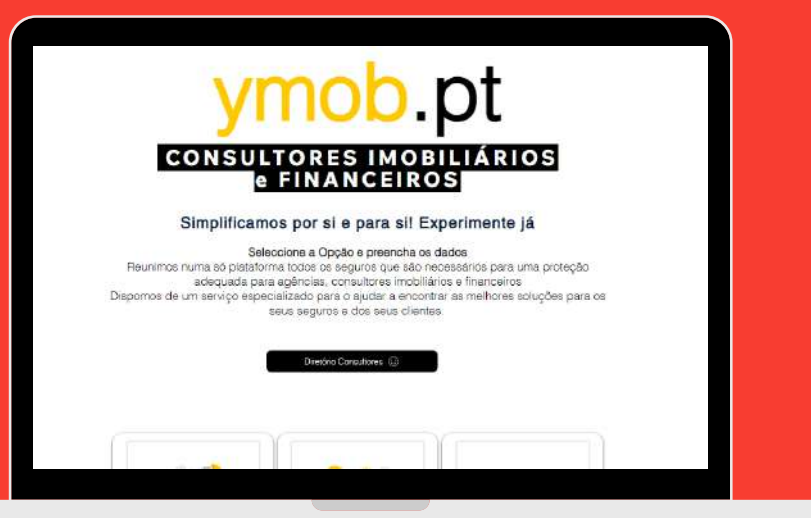 ymob.pt
CONSULTORES IMOBILIÁRIOS
e FINANCEIROS
Simplificamos por si e para si! Experimente já
Seleccione a Opção e preencha os dados
Reunimos numa só plataforma todos os seguros que são necessários para uma proteção
adequada para agências, consultores imobiliários e financeiros
Dispomos de um serviço especializado para o ajudar a encontrar as melhores soluções para os
seus seguros e dos seus clientes.
Diretório Consultores